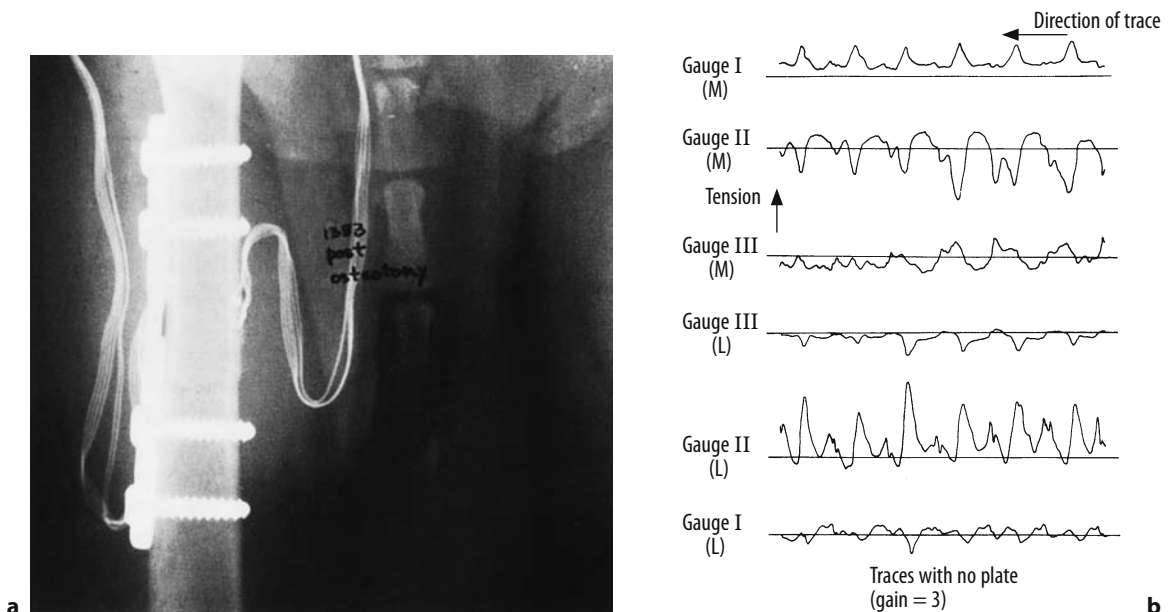 1383
post
osteotony
a
Direction of trace
Gauge I
(M)
Gauge II
(M)
Tension
Gauge III
(M)
Gauge III
(L)
Gauge II
(L)
Gauge I
(L)
Traces with no plate
(gain = 3)
b